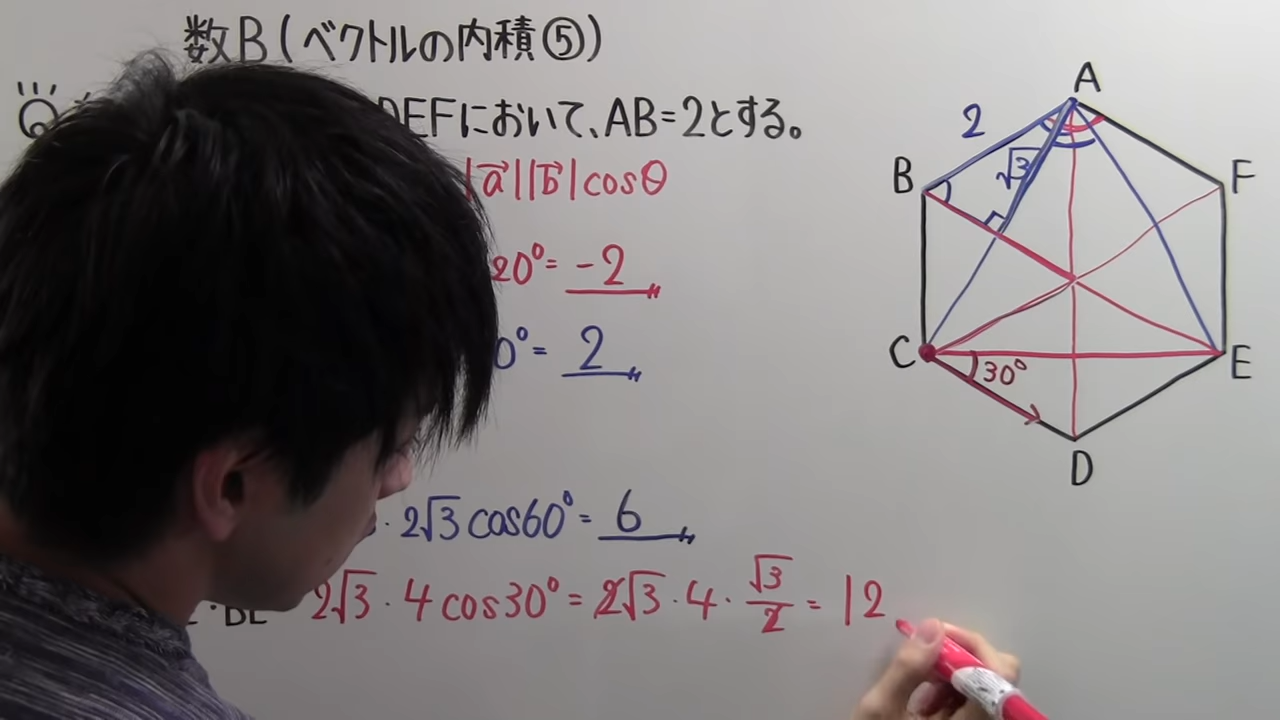 数B(ベクトルの内積⑤)
DEFにおいて、AB=2とする。
|a⃗||b⃗|cosθ
20°= -2
0°= 2
· 2√3 cos60°= 6
· BE 2√3 · 4 cos30° = 2√3 · 4 · √3/2 = 12
A
2
√3
B
F
C
30°
E
D